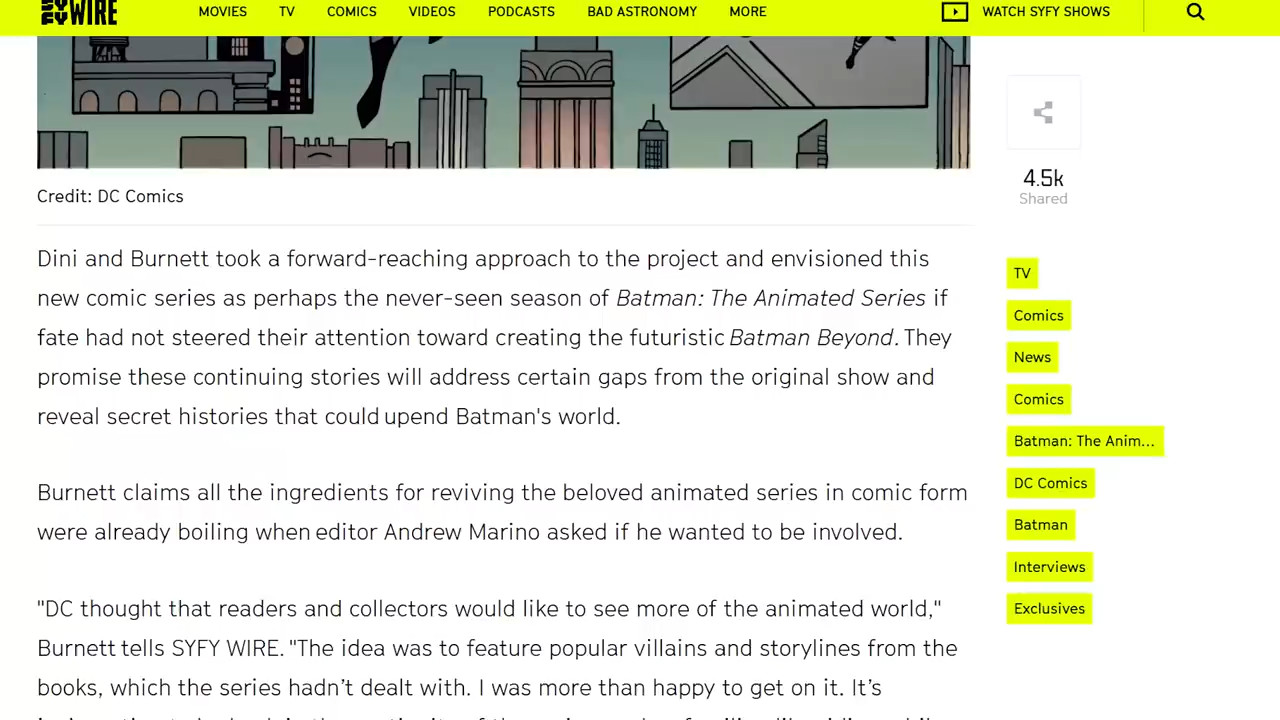 SYFY WIRE MOVIES TV COMICS VIDEOS PODCASTS BAD ASTRONOMY MORE WATCH SYFY SHOWS
4.5k
Shared
Credit: DC Comics
Dini and Burnett took a forward-reaching approach to the project and envisioned this
new comic series as perhaps the never-seen season of Batman: The Animated Series if
fate had not steered their attention toward creating the futuristic Batman Beyond. They
promise these continuing stories will address certain gaps from the original show and
reveal secret histories that could upend Batman's world.
Burnett claims all the ingredients for reviving the beloved animated series in comic form
were already boiling when editor Andrew Marino asked if he wanted to be involved.
"DC thought that readers and collectors would like to see more of the animated world,"
Burnett tells SYFY WIRE. "The idea was to feature popular villains and storylines from the
books, which the series hadn't dealt with. I was more than happy to get on it. It's
TV
Comics
News
Comics
Batman: The Anim...
DC Comics
Batman
Interviews
Exclusives